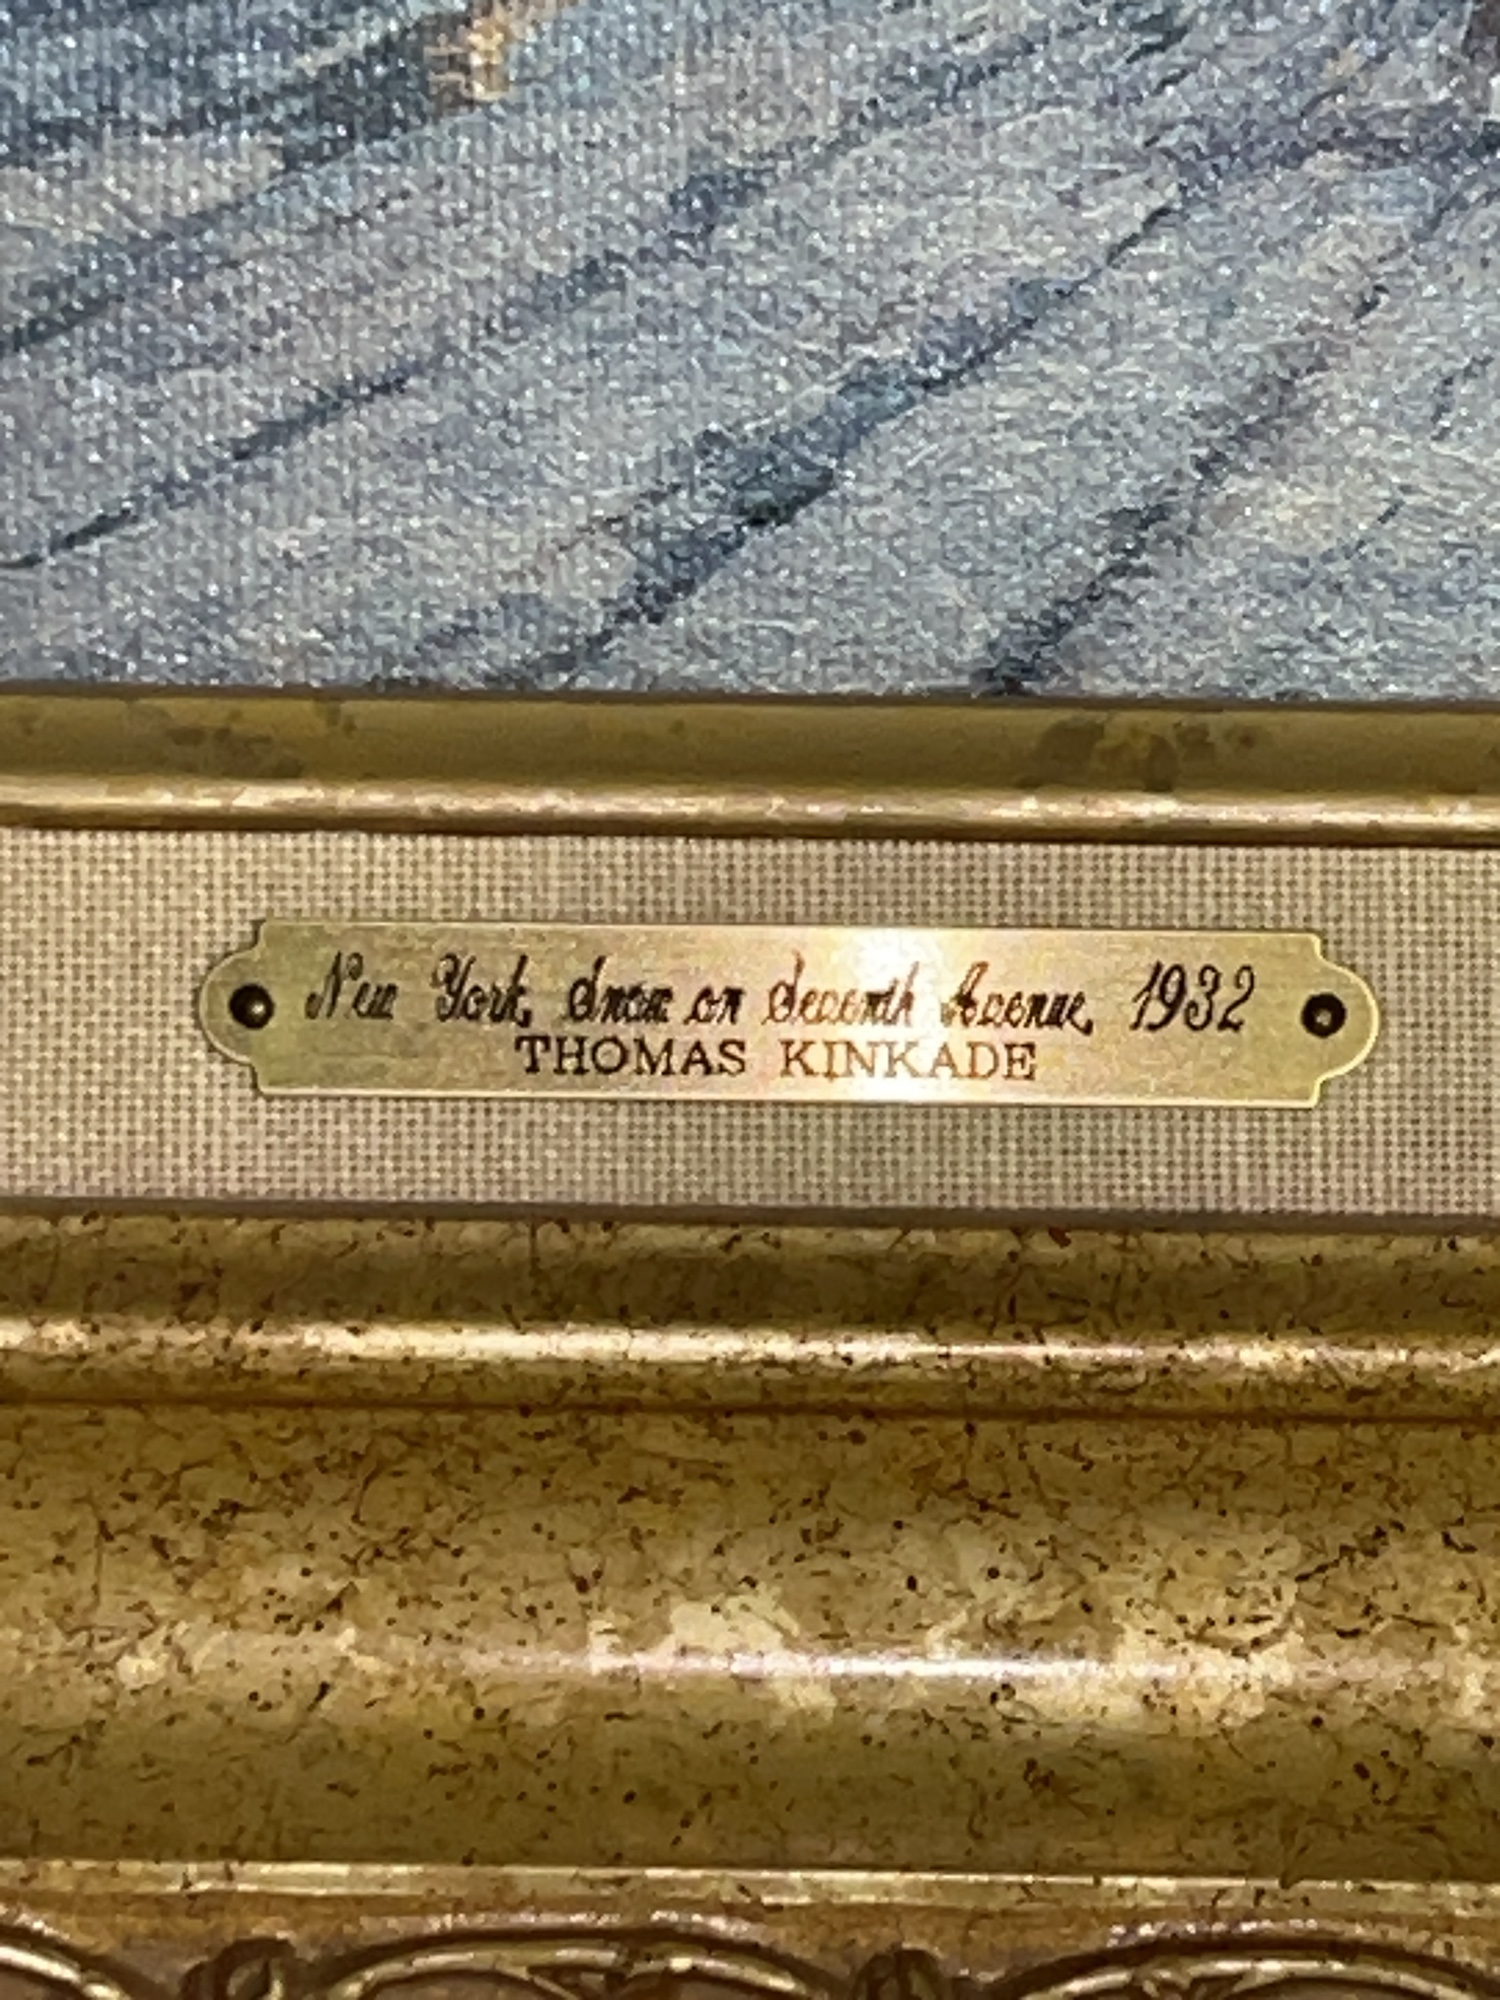 New York, Snow on Seventh Avenue, 1932
THOMAS KINKADE